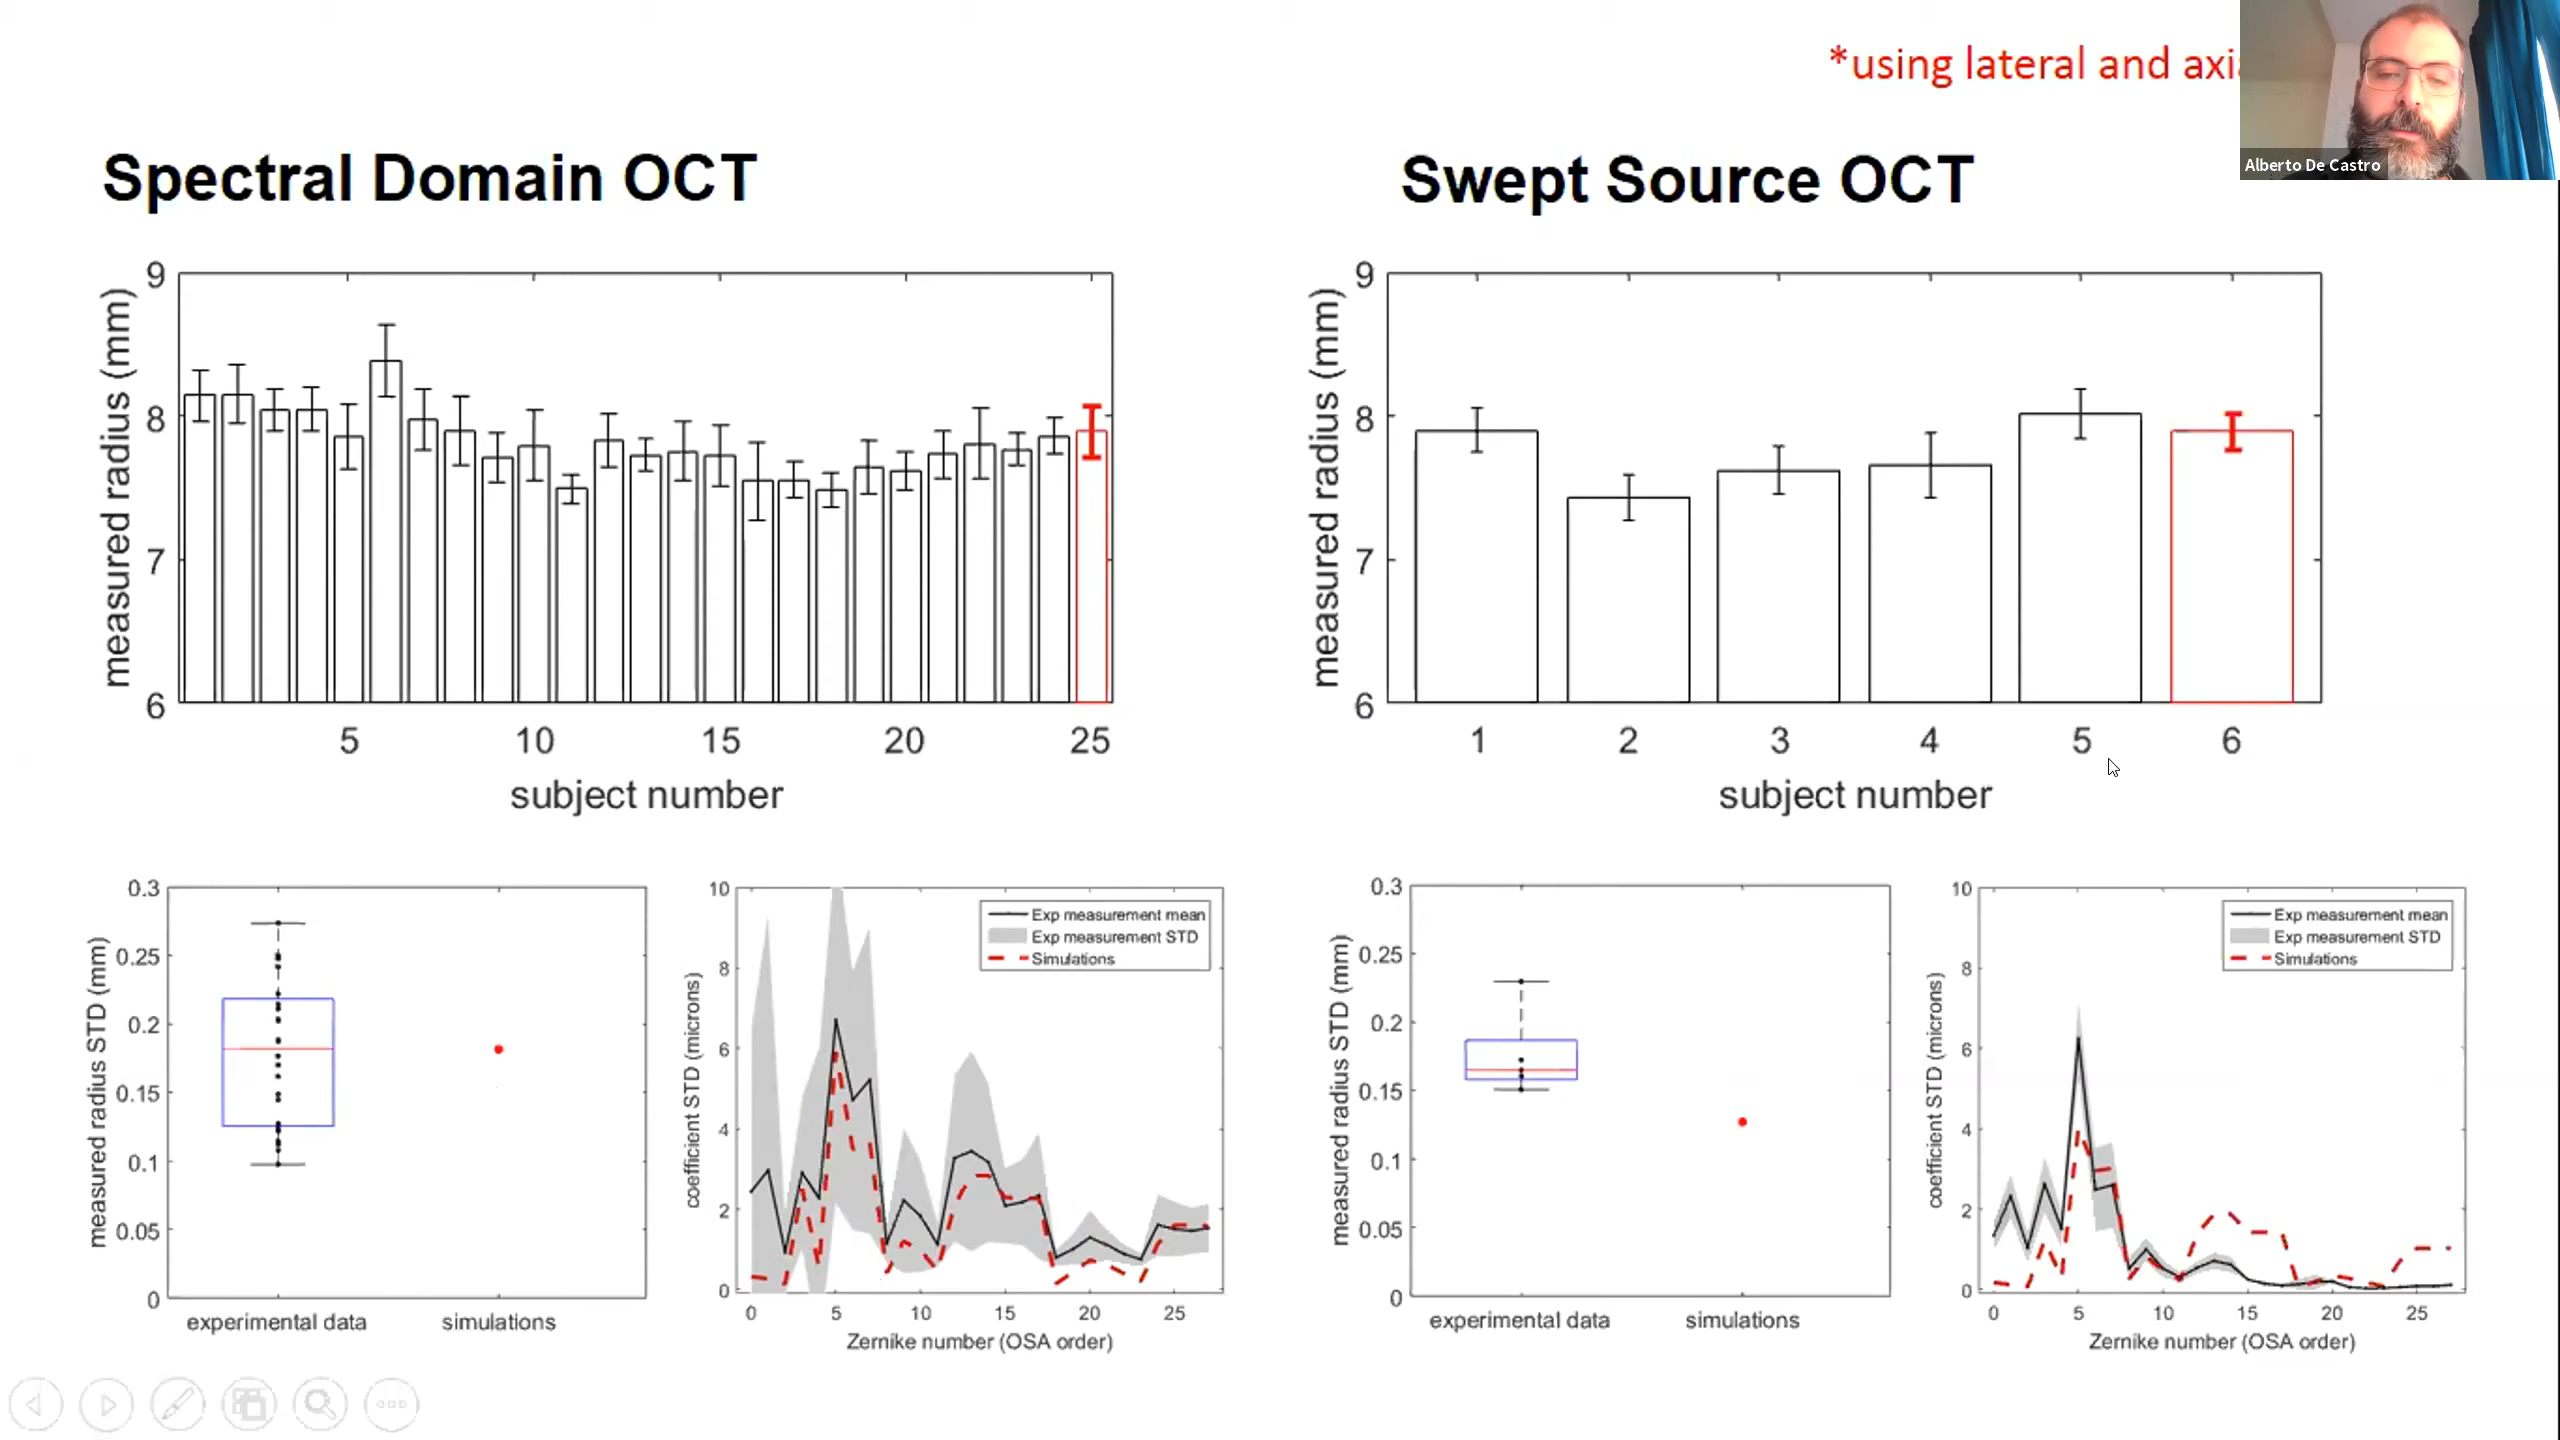 *using lateral and axi
Alberto De Castro
Spectral Domain OCT
9
8
7
6
measured radius (mm)
5 10 15 20 25
subject number
0.3
0.25
0.2
0.15
0.1
0.05
0
measured radius STD (mm)
experimental data simulations
10
8
6
4
2
0
coefficient STD (microns)
Exp measurement mean
Exp measurement STD
Simulations
0 5 10 15 20 25
Zernike number (OSA order)
Swept Source OCT
9
8
7
6
measured radius (mm)
1 2 3 4 5 6
subject number
0.3
0.25
0.2
0.15
0.1
0.05
0
measured radius STD (mm)
experimental data simulations
10
8
6
4
2
0
coefficient STD (microns)
Exp measurement mean
Exp measurement STD
Simulations
0 5 10 15 20 25
Zernike number (OSA order)